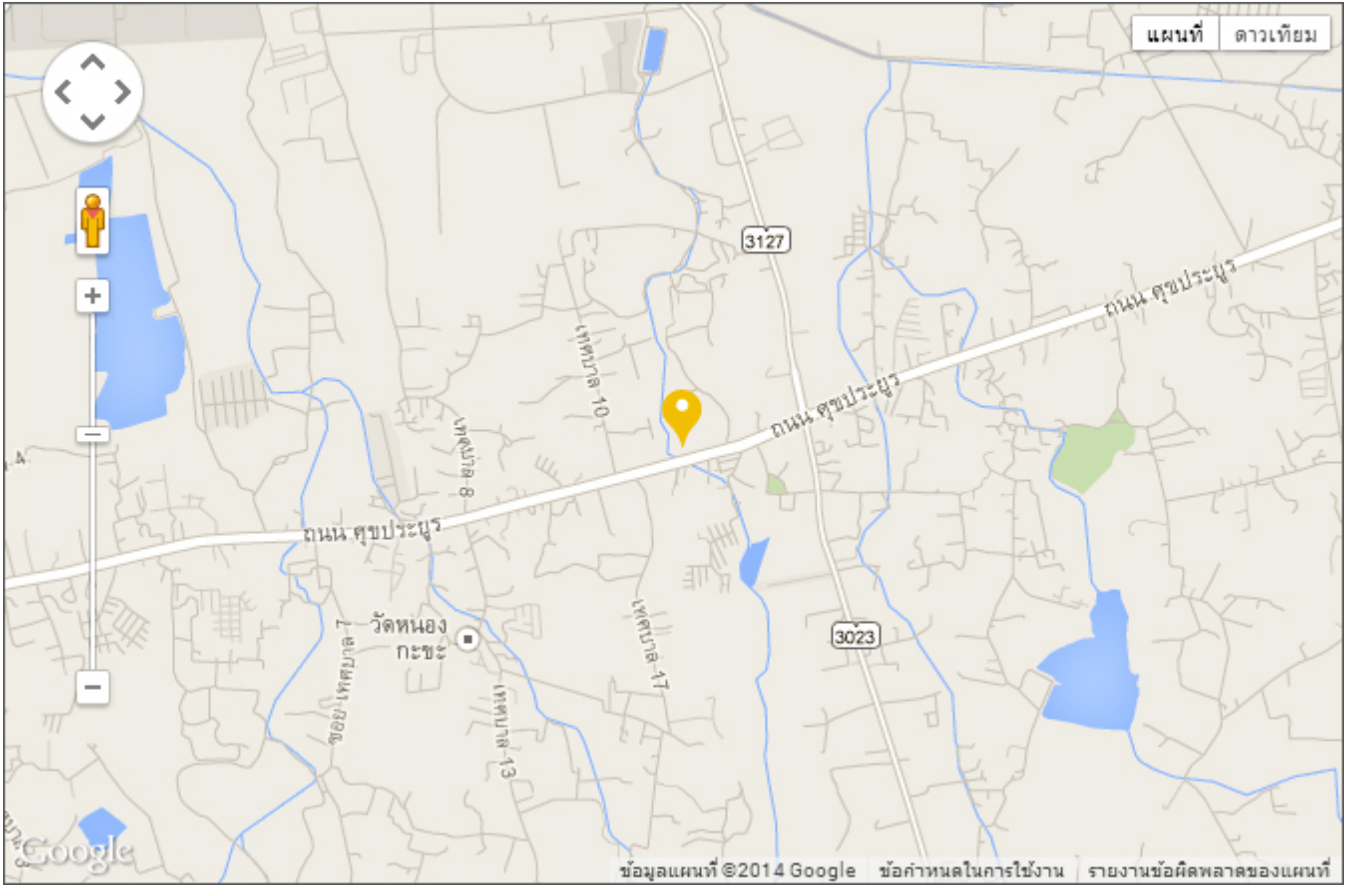 แผนที่ ดาวเทียม
3127
ถนน ศุขประยูร
เทศบาล 10
ถนน ศุขประยูร
เทศบาล 8
4
ถนน ศุขประยูร
วัดหนอง
กะขะ
ซอย เทศบาล 7
เทศบาล 17
3023
เทศบาล 13
Google
ข้อมูลแผนที่ ©2014 Google ข้อกำหนดในการใช้งาน รายงานข้อผิดพลาดของแผนที่